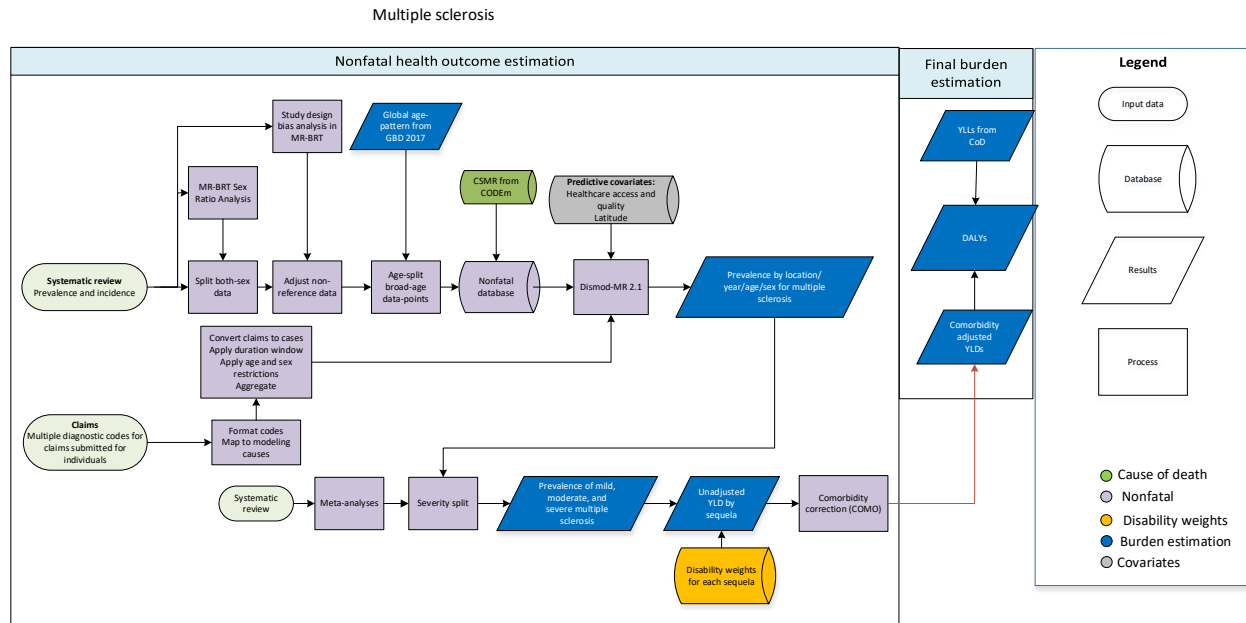 Multiple sclerosis
Nonfatal health outcome estimation
Final burden
estimation
Legend
Study design
bias analysis in
MR-BRT
Global age-
pattern from
GBD 2017
MR-BRT Sex
Ratio Analysis
CSMR from
CODEm
Predictive covariates:
Healthcare access and
quality
Latitude
Systematic review
Prevalence and incidence
Split both-sex
data
Adjust non-
reference data
Age-split
broad-age
data-points
Nonfatal
database
Dismod-MR 2.1
Prevalence by location/
year/age/sex for multiple
sclerosis
Convert claims to cases
Apply duration window
Apply age and sex
restrictions
Aggregate
Claims
Multiple diagnostic codes for
claims submitted for
individuals
Format codes
Map to modeling
causes
Systematic
review
Meta-analyses
Severity split
Prevalence of mild,
moderate, and
severe multiple
sclerosis
Unadjusted
YLD by
sequela
Comorbidity
correction (COMO)
Disability weights
for each sequela
YLLs from
CoD
DALYs
Comorbidity
adjusted
YLDs
Input data
Database
Results
Process
Cause of death
Nonfatal
Disability weights
Burden estimation
Covariates